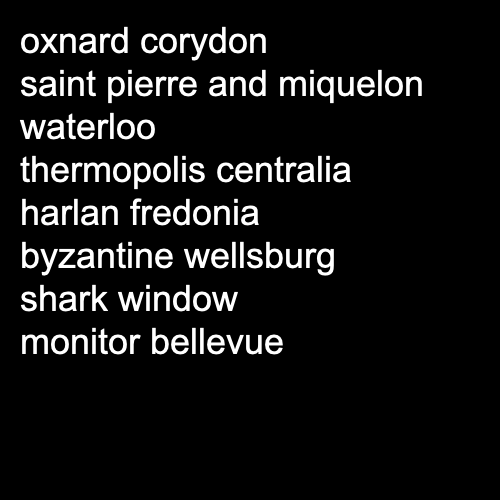 oxnard corydon
saint pierre and miquelon
waterloo
thermopolis centralia
harlan fredonia
byzantine wellsburg
shark window
monitor bellevue